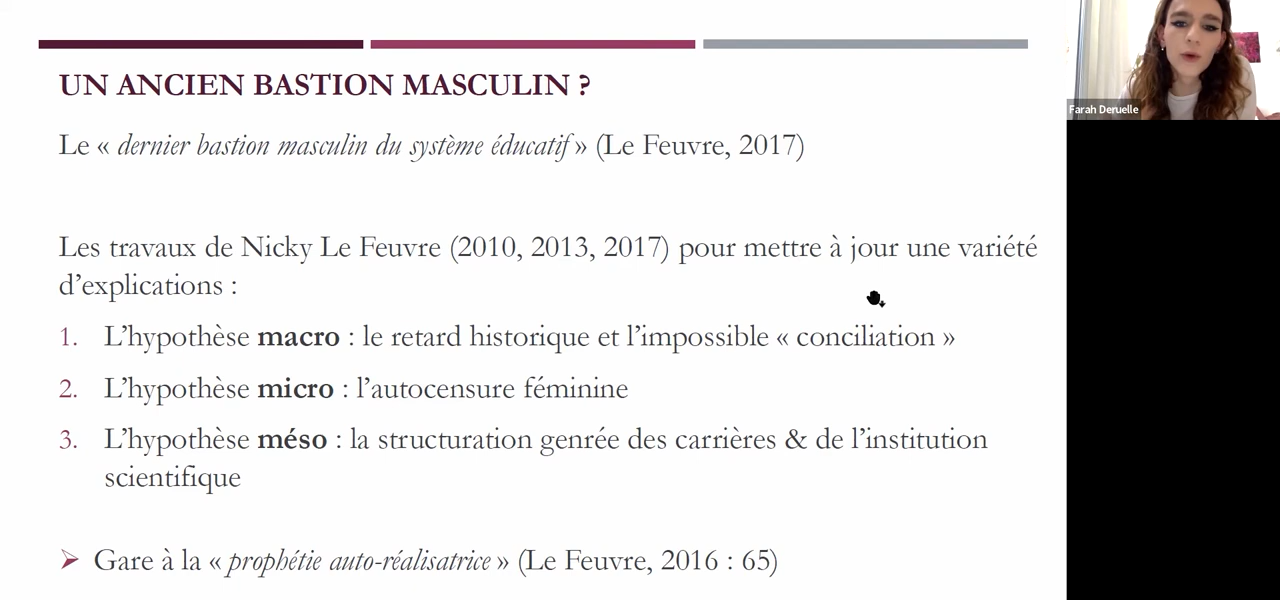 UN ANCIEN BASTION MASCULIN ?
Le « dernier bastion masculin du système éducatif » (Le Feuvre, 2017)
Les travaux de Nicky Le Feuvre (2010, 2013, 2017) pour mettre à jour une variété
d’explications :
1. L’hypothèse macro : le retard historique et l’impossible « conciliation »
2. L’hypothèse micro : l’autocensure féminine
3. L’hypothèse méso : la structuration genrée des carrières & de l’institution
scientifique
Gare à la « prophétie auto-réalisatrice » (Le Feuvre, 2016 : 65)
Farah Deruelle